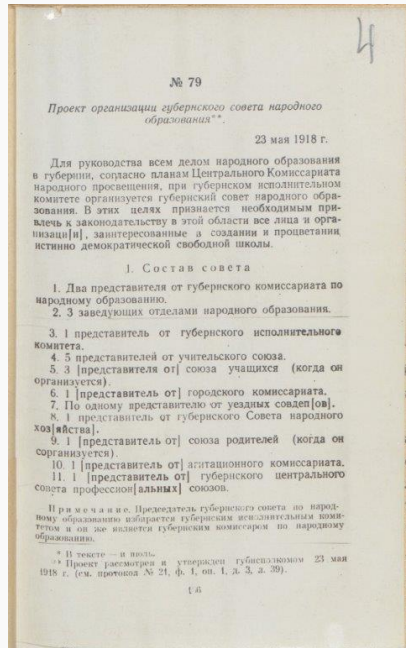 4
№ 79
Проект организации губернского совета народного
образования**.
23 мая 1918 г.
Для руководства всем делом народного образования
в губернии, согласно планам Центрального Комиссариата
народного просвещения, при губернском исполнительном
комитете организуется губернский совет народного обра-
зования. В этих целях признается необходимым при-
влечь к законодательству в этой области все лица и орга-
низаци[и], заинтересованные в создании и процветании
истинно демократической свободной школы.
I. Состав совета
1. Два представителя от губернского комиссариата по
народному образованию.
2. 3 заведующих отделами народного образования.
3. 1 представитель от губернского исполнительного
комитета.
4. 5 представителей от учительского союза.
5. 3 [представителя от] союза учащихся (когда он
организуется).
6. 1 [представитель от] городского комиссариата.
7. По одному представителю от уездных совдеп[ов].
8. 1 представитель от губернского Совета народного
хоз[яйства].
9. 1 [представитель от] союза родителей (когда он
сорганизуется).
10. 1 [представитель от] агитационного комиссариата.
11. 1 [представитель от] губернского центрального
совета профессион[альных] союзов.
Примечание. Председатель губернского совета по народ-
ному образованию избирается губернским исполнительным коми-
тетом и он же является губернским комиссаром по народному
образованию.
* В тексте — и июль.
** Проект рассмотрен и утвержден губисполкомом 23 мая
1918 г. (см. протокол № 21, ф. 1, оп. 1, д. 3, л. 39).